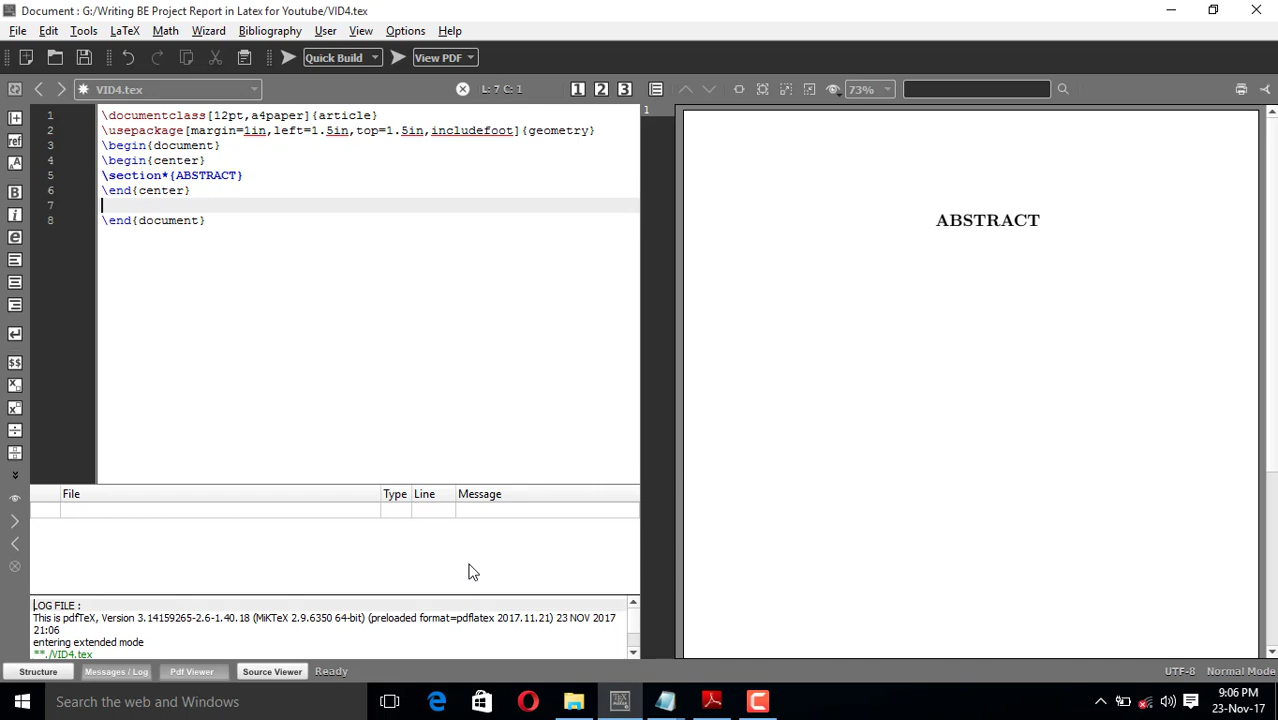 Document : G:/Writing BE Project Report in Latex for Youtube/VID4.tex
File Edit Tools LaTeX Math Wizard Bibliography User View Options Help
Quick Build View PDF
VID4.tex L: 7 C: 1 1 2 3 73%
1 \documentclass[12pt,a4paper]{article}
2 \usepackage[margin=1in,left=1.5in,top=1.5in,includefoot]{geometry}
3 \begin{document}
4 \begin{center}
5 \section*{ABSTRACT}
6 \end{center}
7
8 \end{document}
1
ABSTRACT
File Type Line Message
LOG FILE :
This is pdfTeX, Version 3.14159265-2.6-1.40.18 (MiKTeX 2.9.6350 64-bit) (preloaded format=pdflatex 2017.11.21) 23 NOV 2017
21:06
entering extended mode
**./VID4.tex
Structure Messages / Log Pdf Viewer Source Viewer Ready UTF-8 Normal Mode
Search the web and Windows
9:06 PM
23-Nov-17